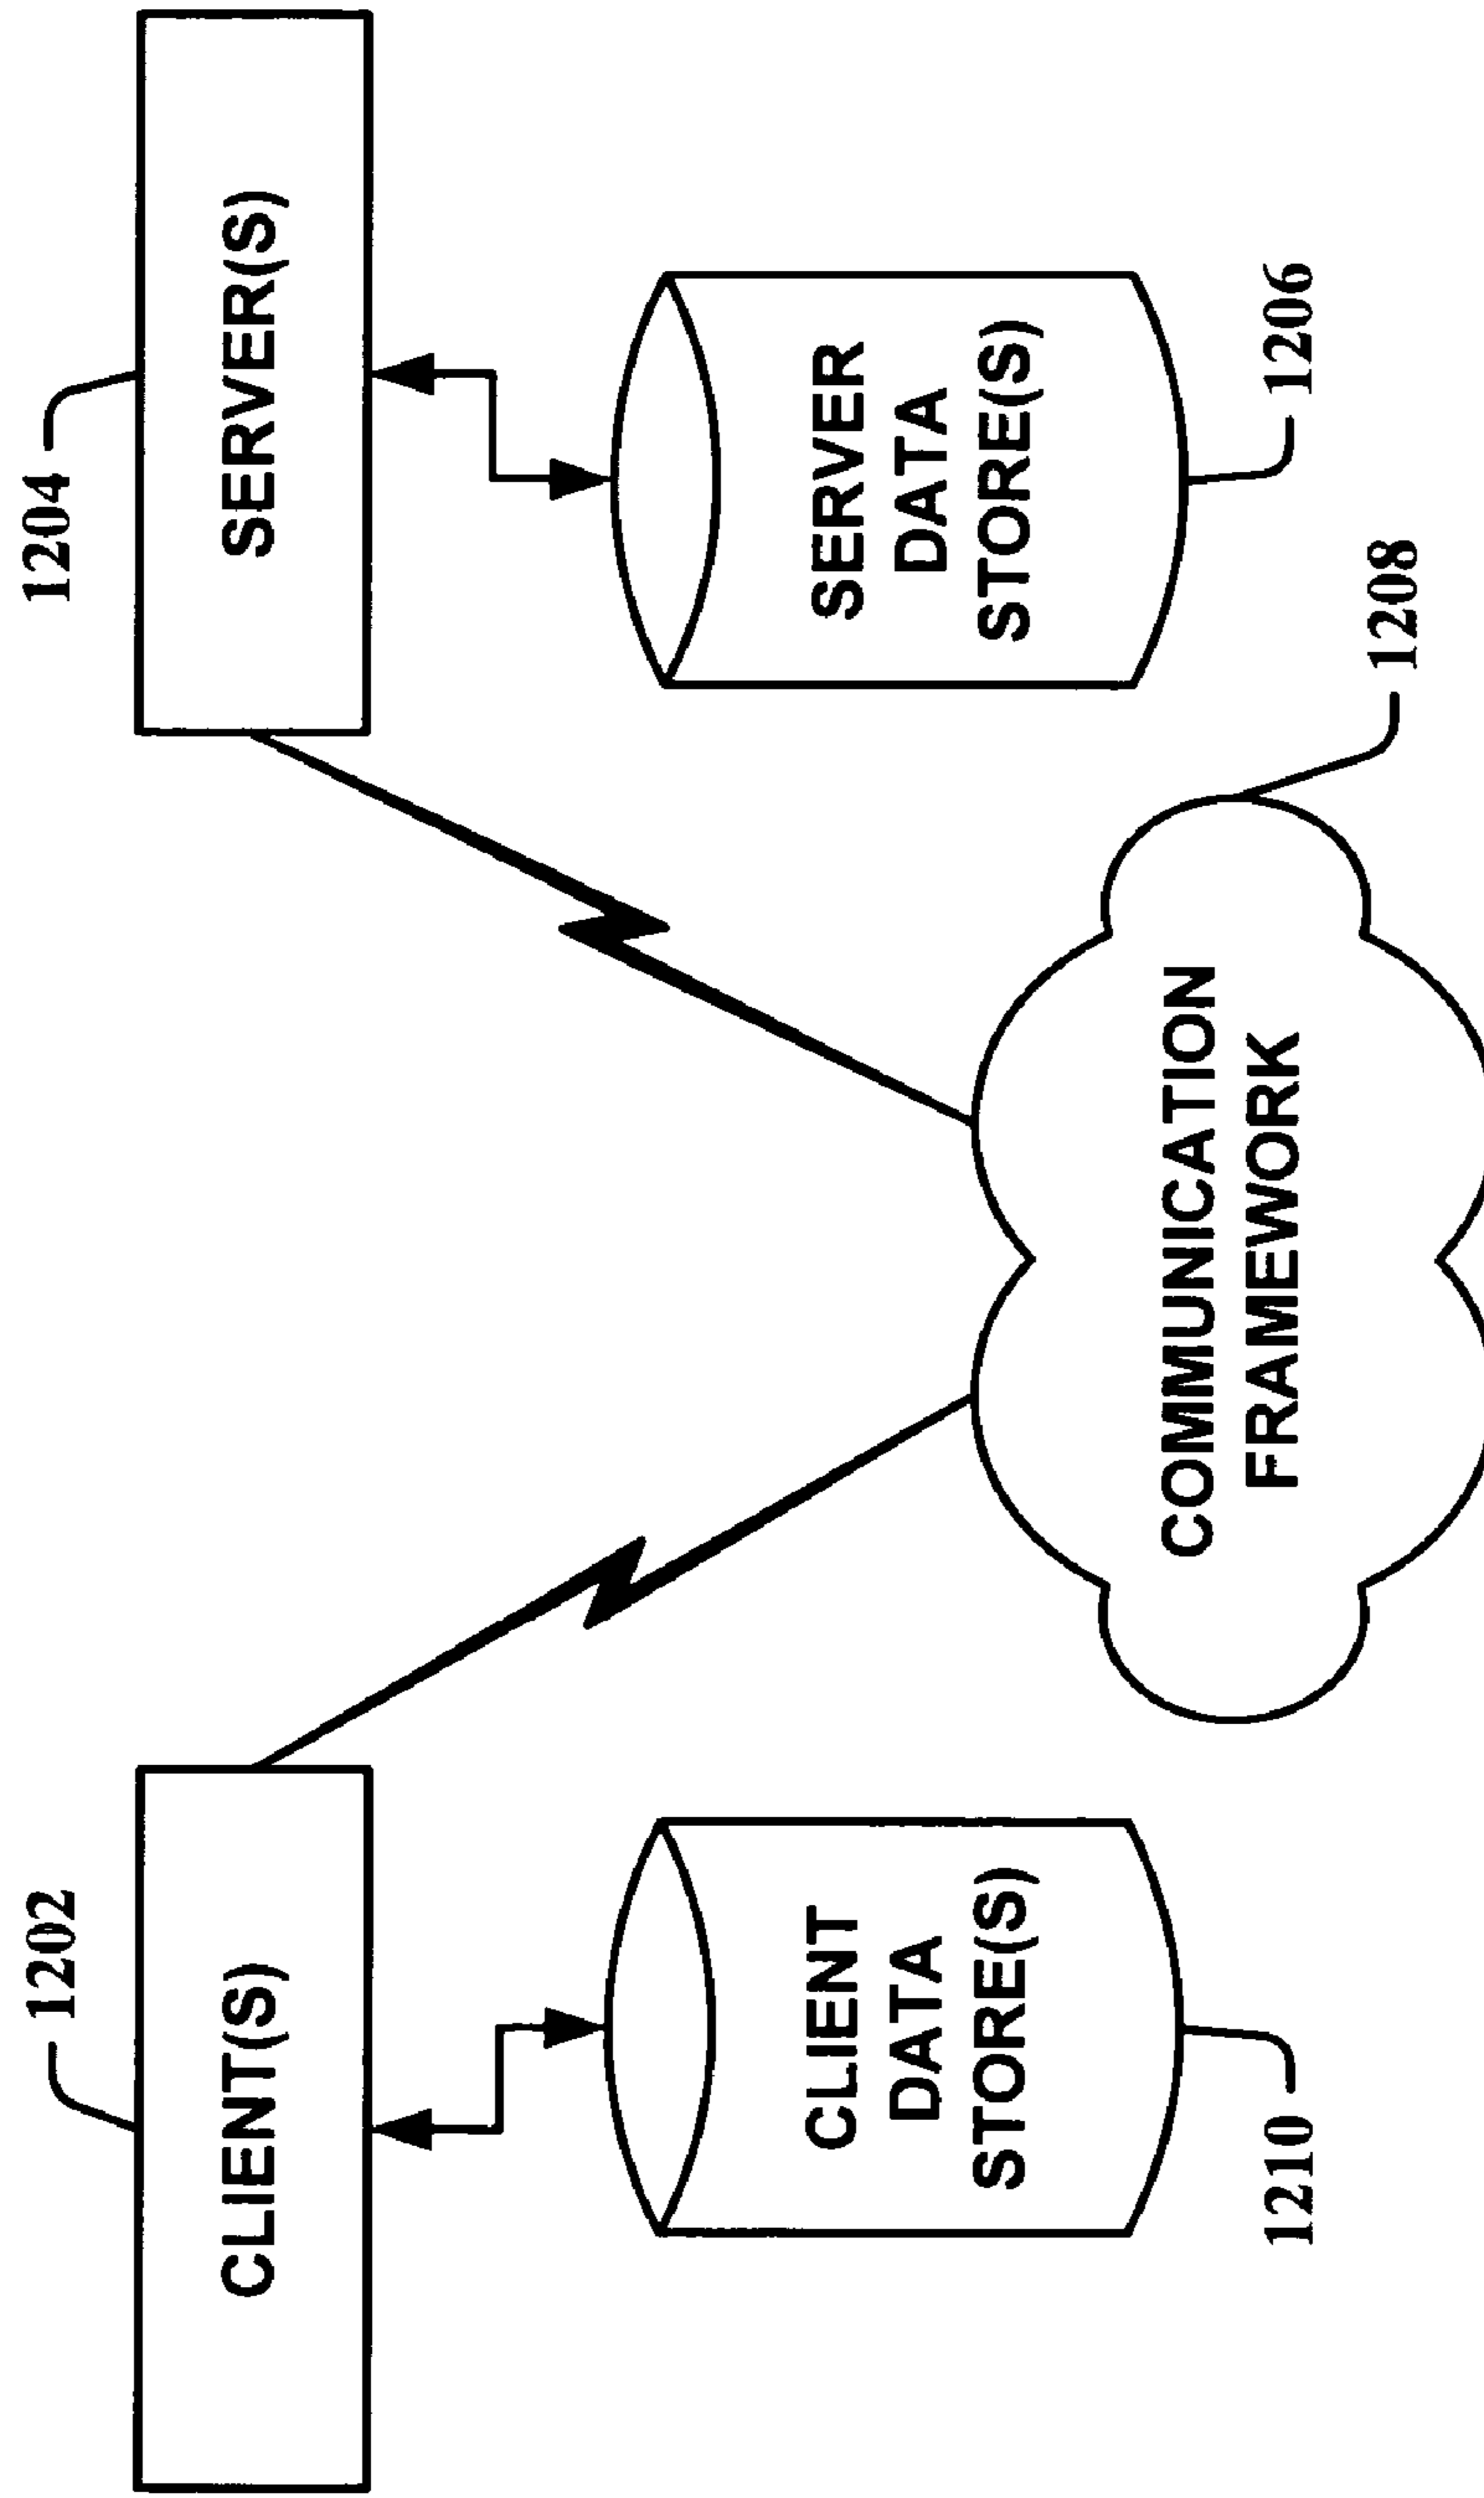 1202
CLIENT(S)
1204
SERVER(S)
CLIENT
DATA
STORE(S)
1210
SERVER
DATA
STORE(S)
1206
COMMUNICATION
FRAMEWORK
1208